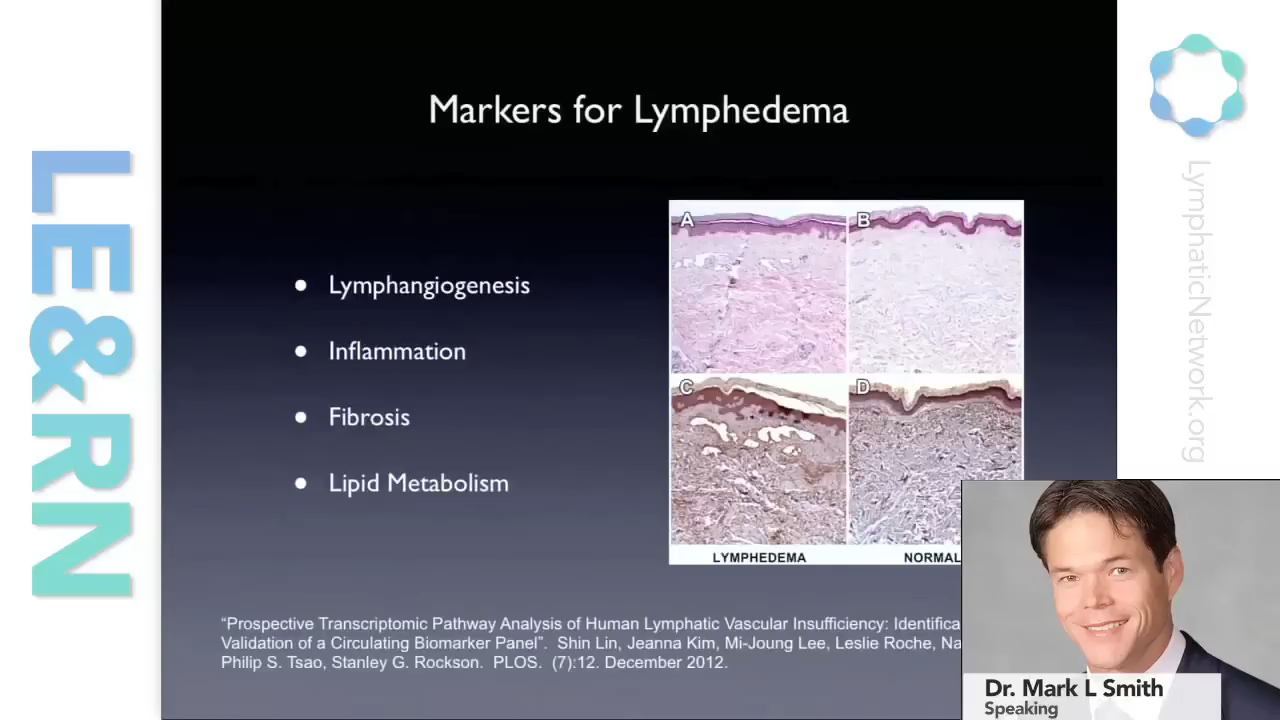 LE&RN
Markers for Lymphedema
LymphaticNetwork.org
A
B
• Lymphangiogenesis
• Inflammation
• Fibrosis
• Lipid Metabolism
C
D
LYMPHEDEMA
NORMAL
“Prospective Transcriptomic Pathway Analysis of Human Lymphatic Vascular Insufficiency: Identifica
Validation of a Circulating Biomarker Panel”. Shin Lin, Jeanna Kim, Mi-Joung Lee, Leslie Roche, Na
Philip S. Tsao, Stanley G. Rockson. PLOS. (7):12. December 2012.
Dr. Mark L Smith
Speaking